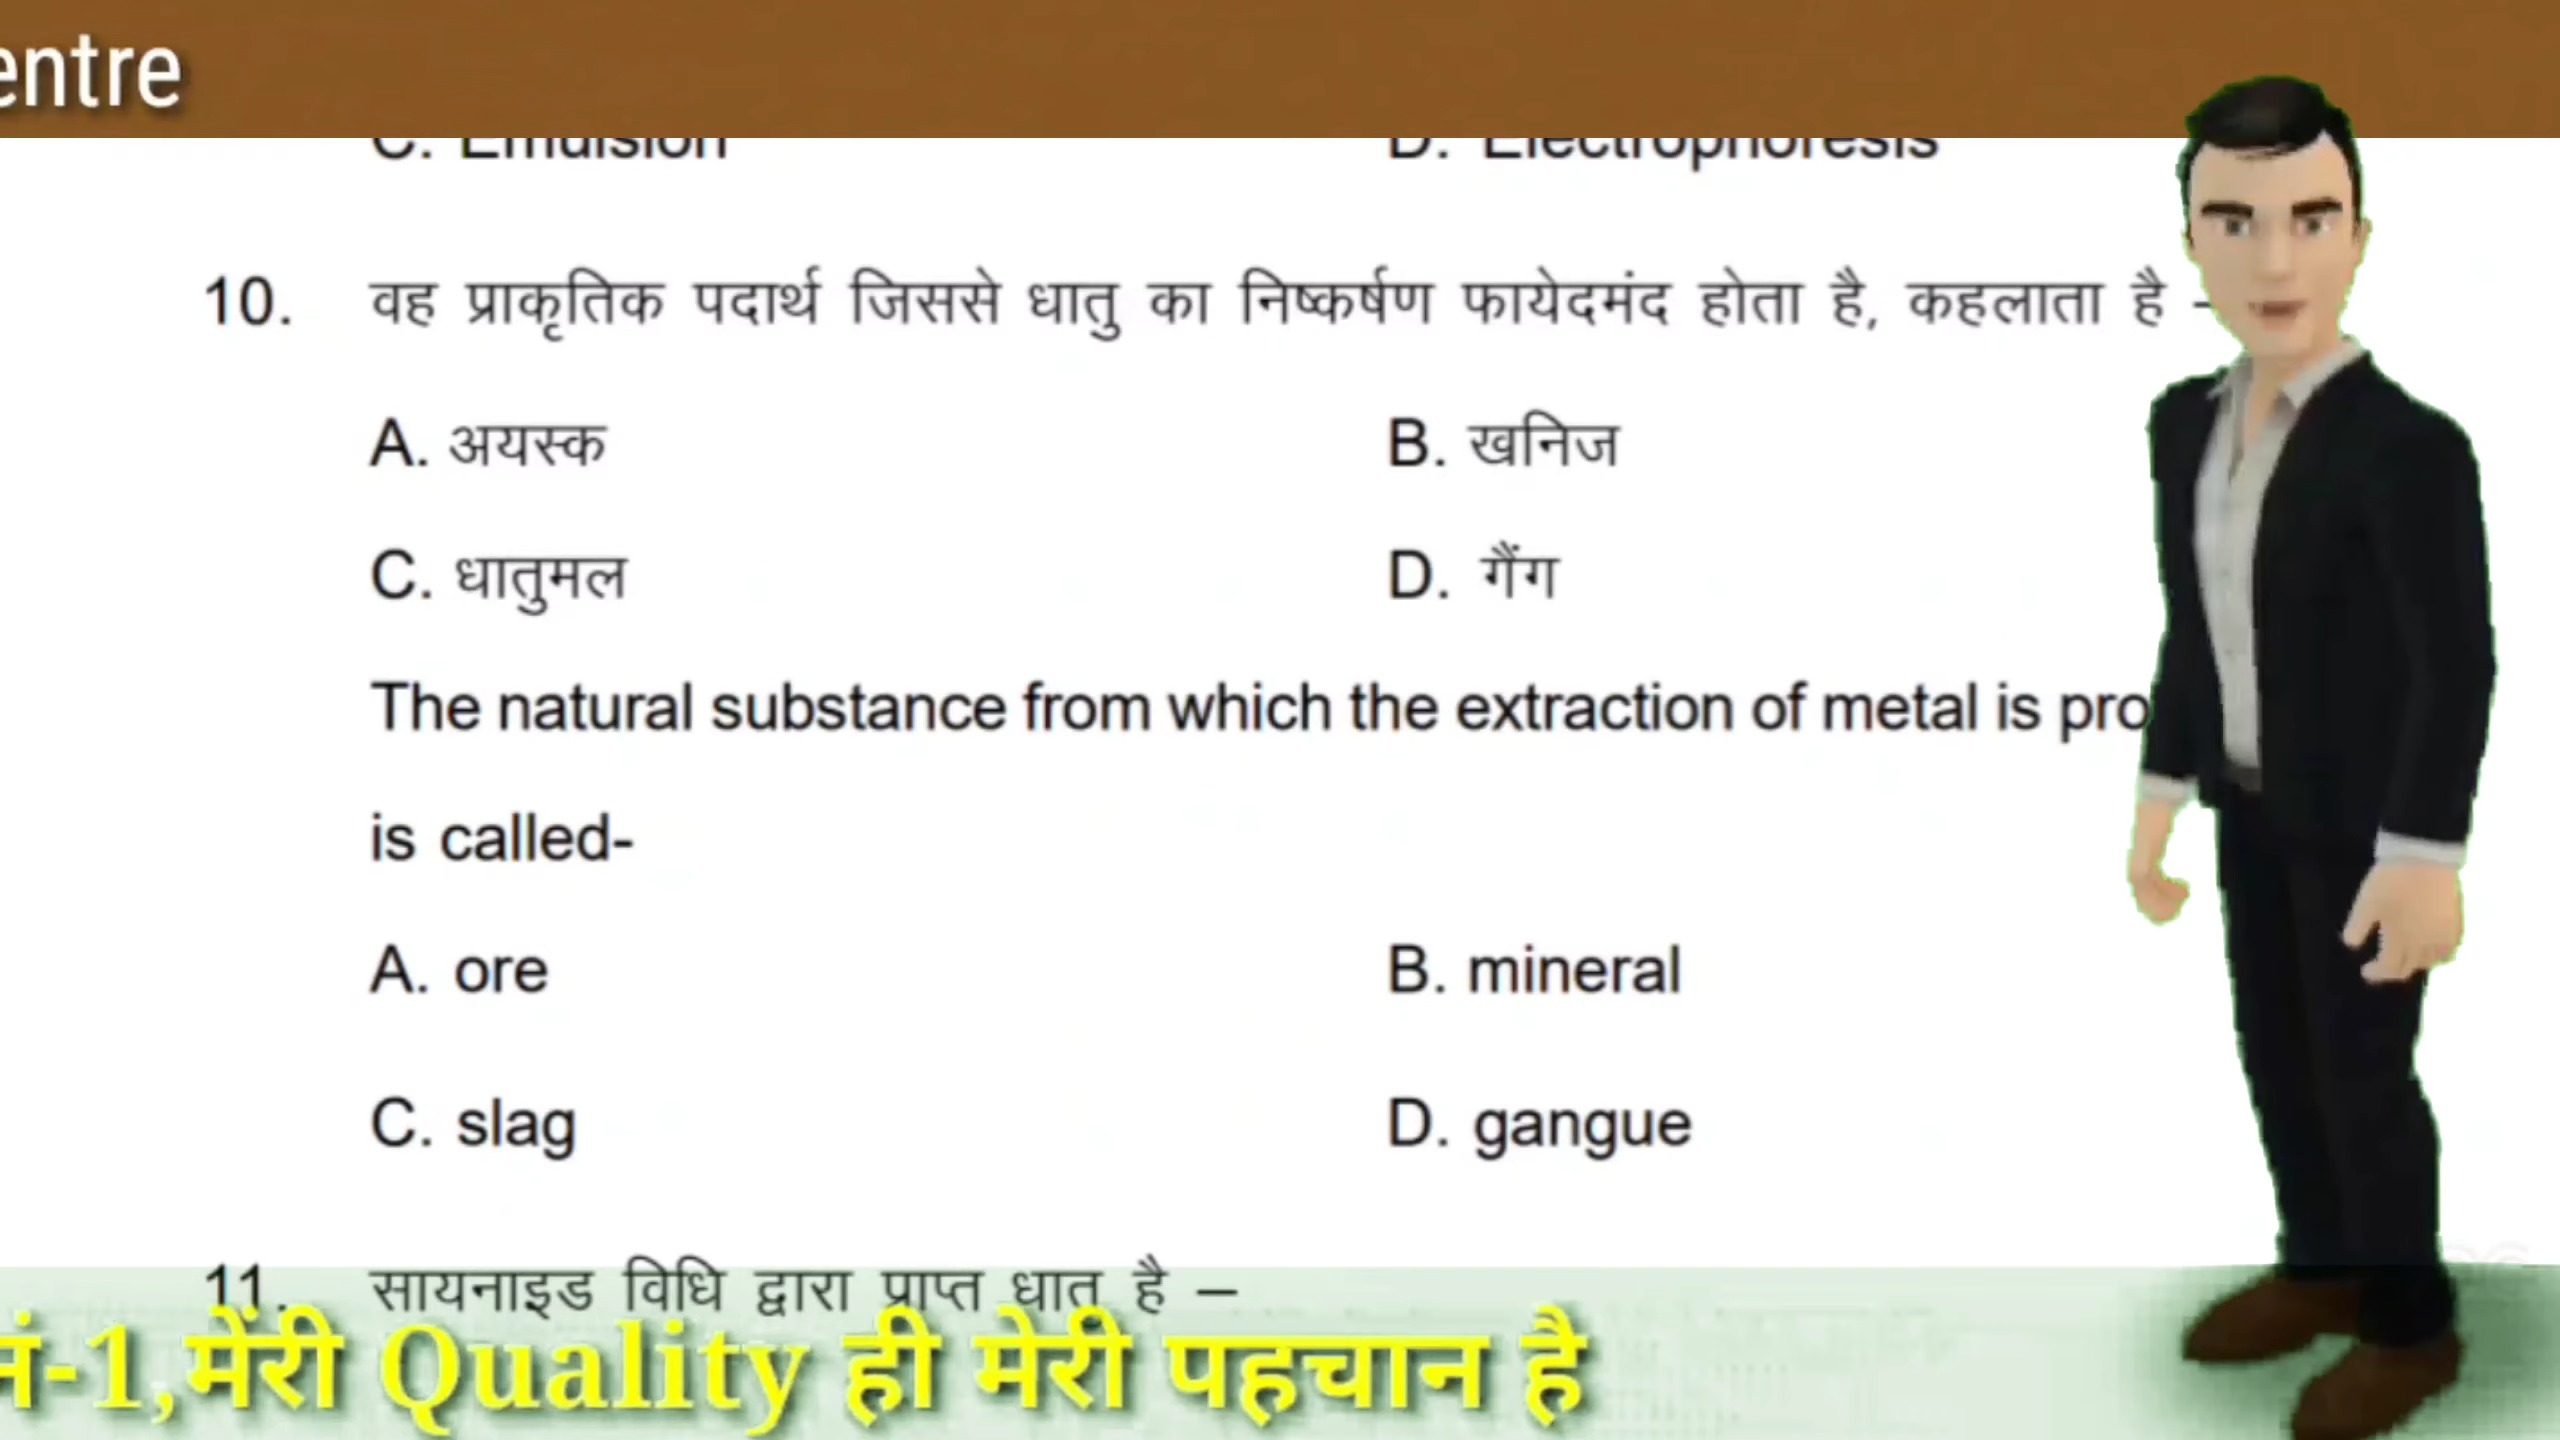 entre
C. Emulsion D. Electrophoresis
10. वह प्राकृतिक पदार्थ जिससे धातु का निष्कर्षण फायेदमंद होता है, कहलाता है -
A. अयस्क B. खनिज
C. धातुमल D. गैंग
The natural substance from which the extraction of metal is pro
is called-
A. ore B. mineral
C. slag D. gangue
11. सायनाइड विधि द्वारा प्राप्त धातु है –
नं-1,मेंरी Quality ही मेरी पहचान है